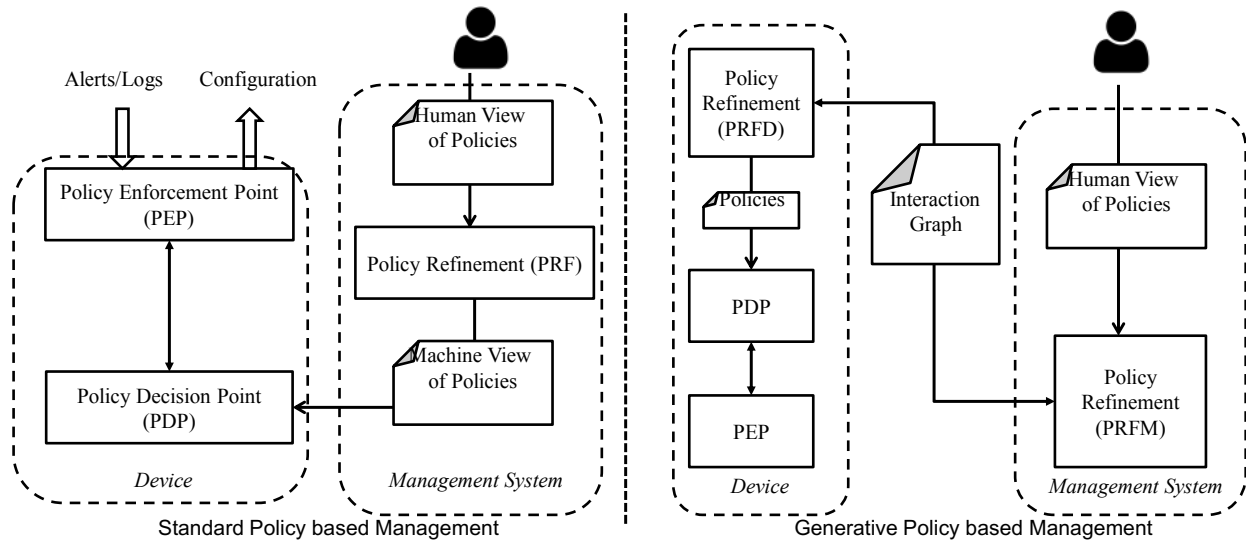 Alerts/Logs
Configuration
Policy Enforcement Point
(PEP)
Policy Decision Point
(PDP)
Device
Human View
of Policies
Policy Refinement (PRF)
Machine View
of Policies
Management System
Standard Policy based Management
Policy
Refinement
(PRFD)
Policies
PDP
PEP
Device
Interaction
Graph
Human View
of Policies
Policy
Refinement
(PRFM)
Management System
Generative Policy based Management